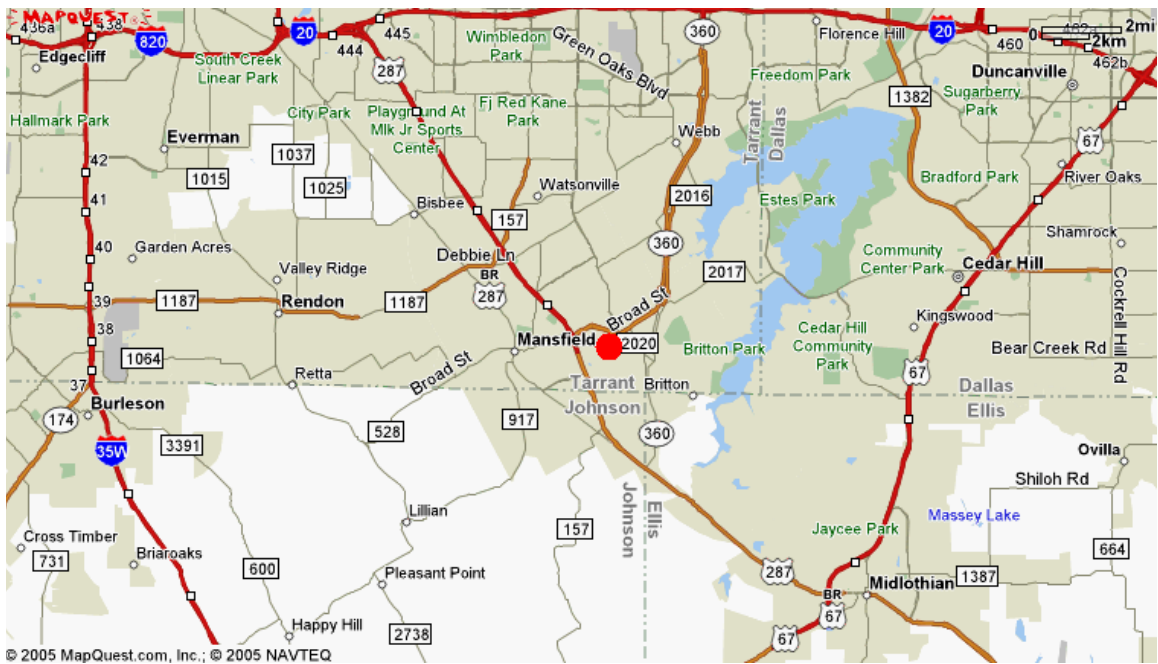 MAPQUEST
436a
438
820
20
444
445
Wimbledon
Park
360
Florence Hill
20
460
462a
462b
0
2mi
2km
Edgecliff
South Creek
Linear Park
287
Green Oaks Blvd
Freedom Park
Duncanville
Sugarberry
Park
1382
Hallmark Park
City Park
Playground At
Mlk Jr Sports
Center
Fj Red Kane
Park
Webb
Tarrant
Dallas
67
Everman
1037
42
1015
1025
River Oaks
Bradford Park
41
Bisbee
Watsonville
2016
Estes Park
157
40
Garden Acres
Debbie Ln
360
Shamrock
Community
Center Park
Cedar Hill
Valley Ridge
BR
287
2017
Cockrell Hill Rd
39
1187
Rendon
1187
Broad St
Kingswood
38
Mansfield
2020
Britton Park
Cedar Hill
Community
Park
Bear Creek Rd
1064
Broad St
67
37
Retta
Tarrant
Johnson
Britton
Dallas
Ellis
Burleson
174
917
528
360
3391
35W
Ovilla
Shiloh Rd
Johnson
Ellis
Lillian
157
Jaycee Park
Massey Lake
Cross Timber
731
Briaroaks
600
664
Pleasant Point
287
Midlothian
1387
BR
67
Happy Hill
2738
67
© 2005 MapQuest.com, Inc.; © 2005 NAVTEQ